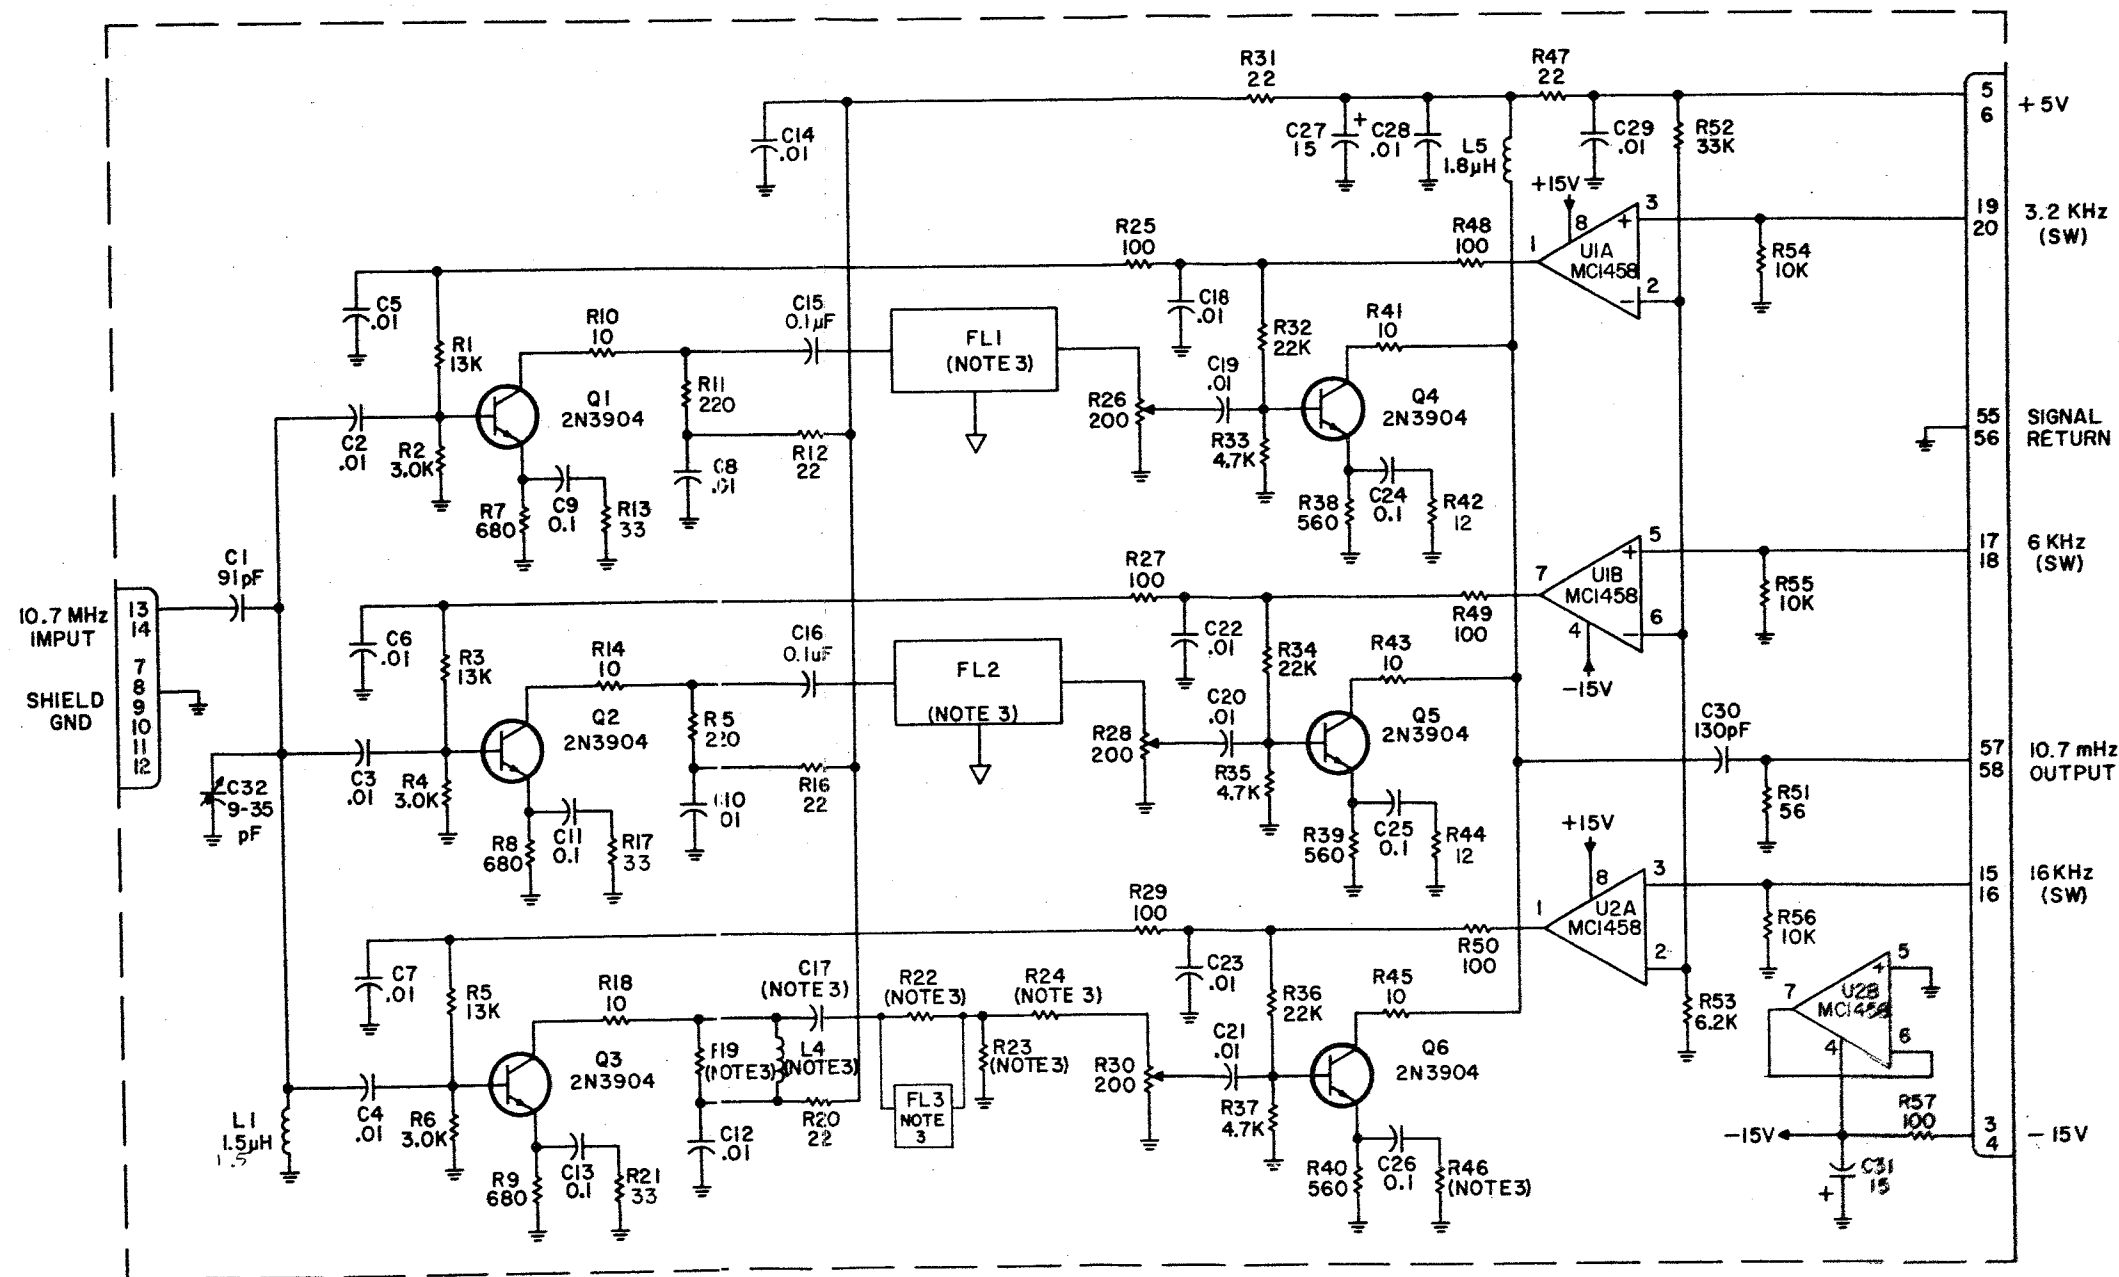 R31
22
R47
22
C14
.01
C27
15
+
C28
.01
L5
1.8µH
C29
.01
R52
33K
5
6
+5V
+15V
8
3
+
1
U1A
MC1458
2
−
19
20
3.2 KHz
(SW)
R54
10K
R25
100
R48
100
C5
.01
R1
13K
R10
10
C15
0.1µF
FL1
(NOTE 3)
C18
.01
R32
22K
R41
10
C19
.01
Q1
2N3904
R11
220
R26
200
Q4
2N3904
C2
.01
R2
3.0K
R12
22
C8
.01
R33
4.7K
55
56
SIGNAL
RETURN
R7
680
C9
0.1
R13
33
R38
560
C24
0.1
R42
12
C1
91pF
R27
100
R49
100
7
5
+
U1B
MC1458
6
−
4
-15V
17
18
6 KHz
(SW)
R55
10K
10.7 MHz
IMPUT
13
14
7
8
9
10
11
12
SHIELD
GND
C6
.01
R3
13K
R14
10
C16
0.1uF
FL2
(NOTE 3)
C22
.01
R34
22K
R43
10
C20
.01
Q2
2N3904
R 5
220
R28
200
Q5
2N3904
C30
130pF
57
58
10.7 mHz
OUTPUT
C32
9-35
pF
C3
.01
R4
3.0K
R16
22
10
01
R35
4.7K
R51
56
R8
680
C11
0.1
R17
33
R39
560
C25
0.1
R44
12
+15V
8
3
1
U2A
MC1458
2
15
16
16KHz
(SW)
R56
10K
R29
100
R50
100
C7
.01
R5
13K
R18
10
C17
(NOTE 3)
R22
(NOTE 3)
R24
(NOTE 3)
C23
.01
R36
22K
R45
10
R53
6.2K
5
+
7
U2B
MC1458
6
4
Q3
2N3904
R19
(NOTE3)
L4
(NOTE3)
R23
(NOTE3)
C21
.01
R30
200
Q6
2N3904
FL3
NOTE
3
L1
1.5µH
1.5
C4
.01
R6
3.0K
R20
22
C12
.01
R37
4.7K
R57
100
-15V
3
4
-15V
R9
680
C13
0.1
R21
33
R40
560
C26
0.1
R46
(NOTE3)
C31
15
+